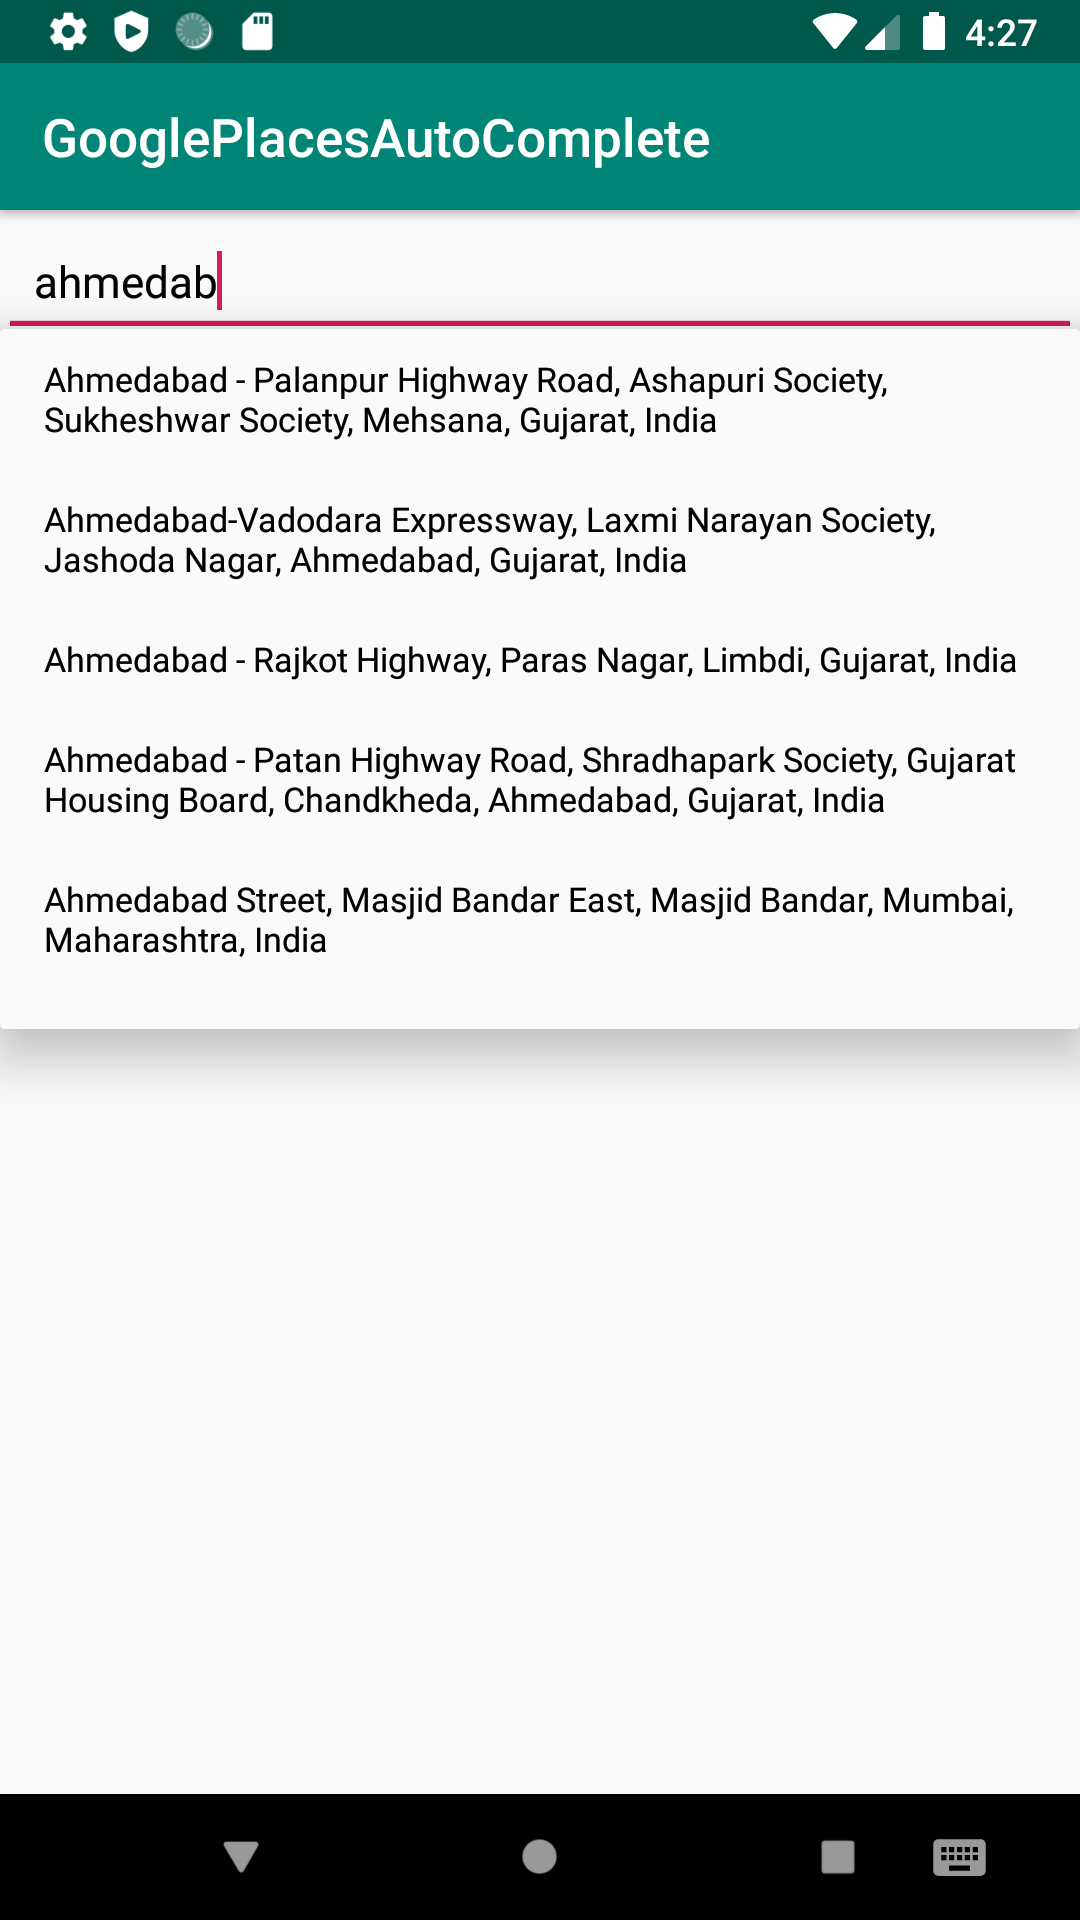 4:27
GooglePlacesAutoComplete
ahmedab
Ahmedabad - Palanpur Highway Road, Ashapuri Society,
Sukheshwar Society, Mehsana, Gujarat, India
Ahmedabad-Vadodara Expressway, Laxmi Narayan Society,
Jashoda Nagar, Ahmedabad, Gujarat, India
Ahmedabad - Rajkot Highway, Paras Nagar, Limbdi, Gujarat, India
Ahmedabad - Patan Highway Road, Shradhapark Society, Gujarat
Housing Board, Chandkheda, Ahmedabad, Gujarat, India
Ahmedabad Street, Masjid Bandar East, Masjid Bandar, Mumbai,
Maharashtra, India